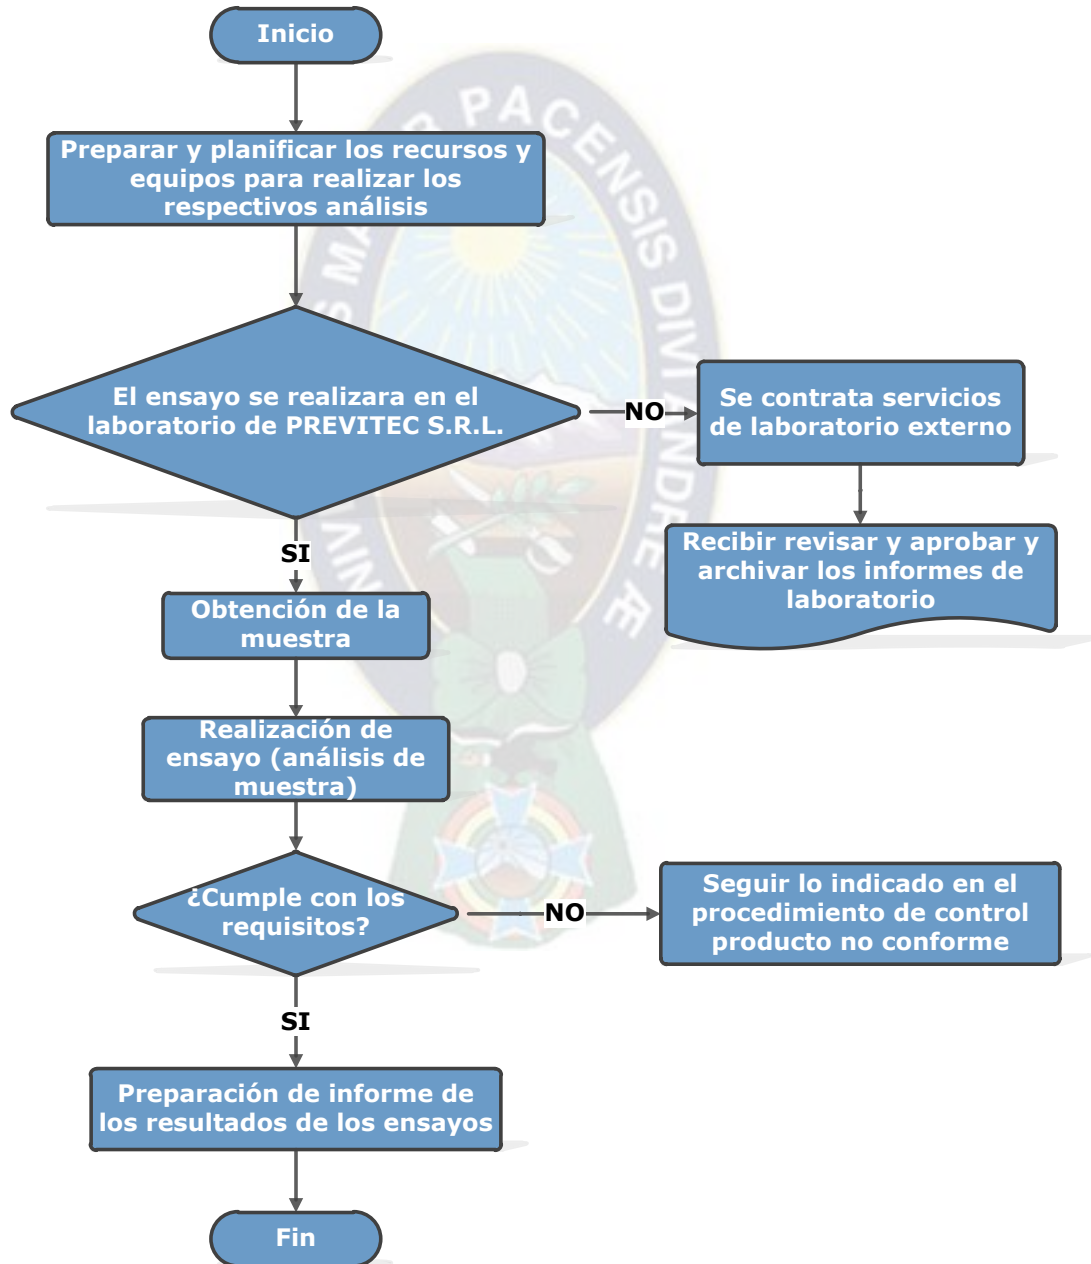 Inicio
Preparar y planificar los recursos y
equipos para realizar los
respectivos análisis
El ensayo se realizara en el
laboratorio de PREVITEC S.R.L.
NO
Se contrata servicios
de laboratorio externo
Recibir revisar y aprobar y
archivar los informes de
laboratorio
SI
Obtención de la
muestra
Realización de
ensayo (análisis de
muestra)
¿Cumple con los
requisitos?
NO
Seguir lo indicado en el
procedimiento de control
producto no conforme
SI
Preparación de informe de
los resultados de los ensayos
Fin
PACENSIS DIVI ANDRE Æ